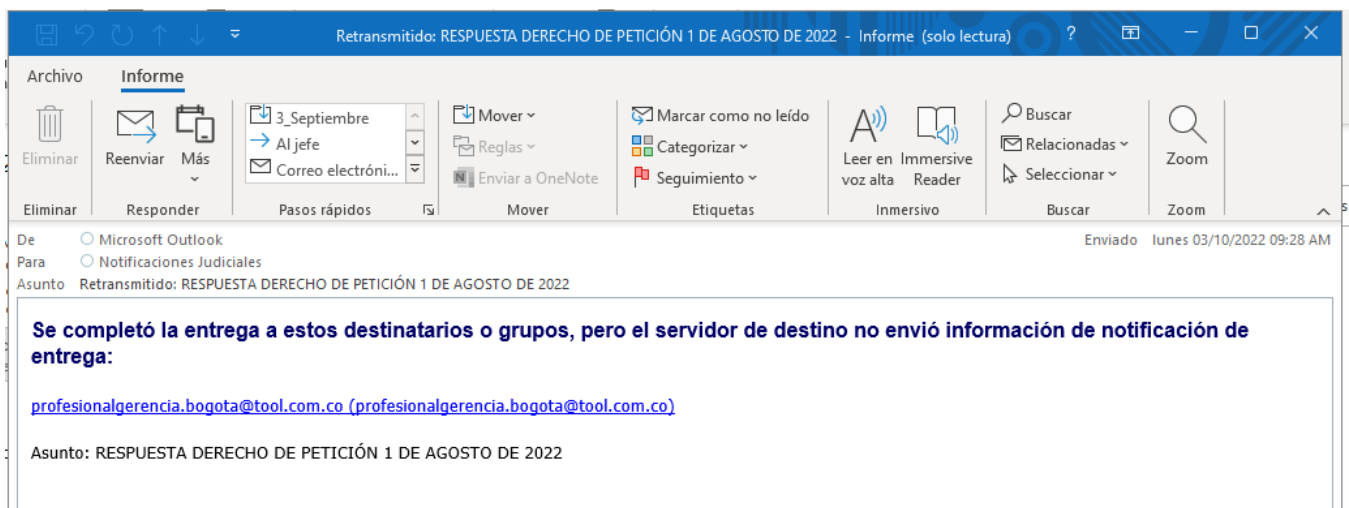 Retransmitido: RESPUESTA DERECHO DE PETICIÓN 1 DE AGOSTO DE 2022 - Informe (solo lectura) ?
Archivo Informe
3_Septiembre
Al jefe
Correo electróni...
Mover
Reglas
Enviar a OneNote
Marcar como no leído
Categorizar
Seguimiento
Buscar
Relacionadas
Seleccionar
Eliminar
Reenviar
Más
Leer en voz alta
Immersive Reader
Zoom
Eliminar Responder Pasos rápidos Mover Etiquetas Inmersivo Buscar Zoom
De Microsoft Outlook Enviado lunes 03/10/2022 09:28 AM
Para Notificaciones Judiciales
Asunto Retransmitido: RESPUESTA DERECHO DE PETICIÓN 1 DE AGOSTO DE 2022
Se completó la entrega a estos destinatarios o grupos, pero el servidor de destino no envió información de notificación de
entrega:
profesionalgerencia.bogota@tool.com.co (profesionalgerencia.bogota@tool.com.co)
Asunto: RESPUESTA DERECHO DE PETICIÓN 1 DE AGOSTO DE 2022